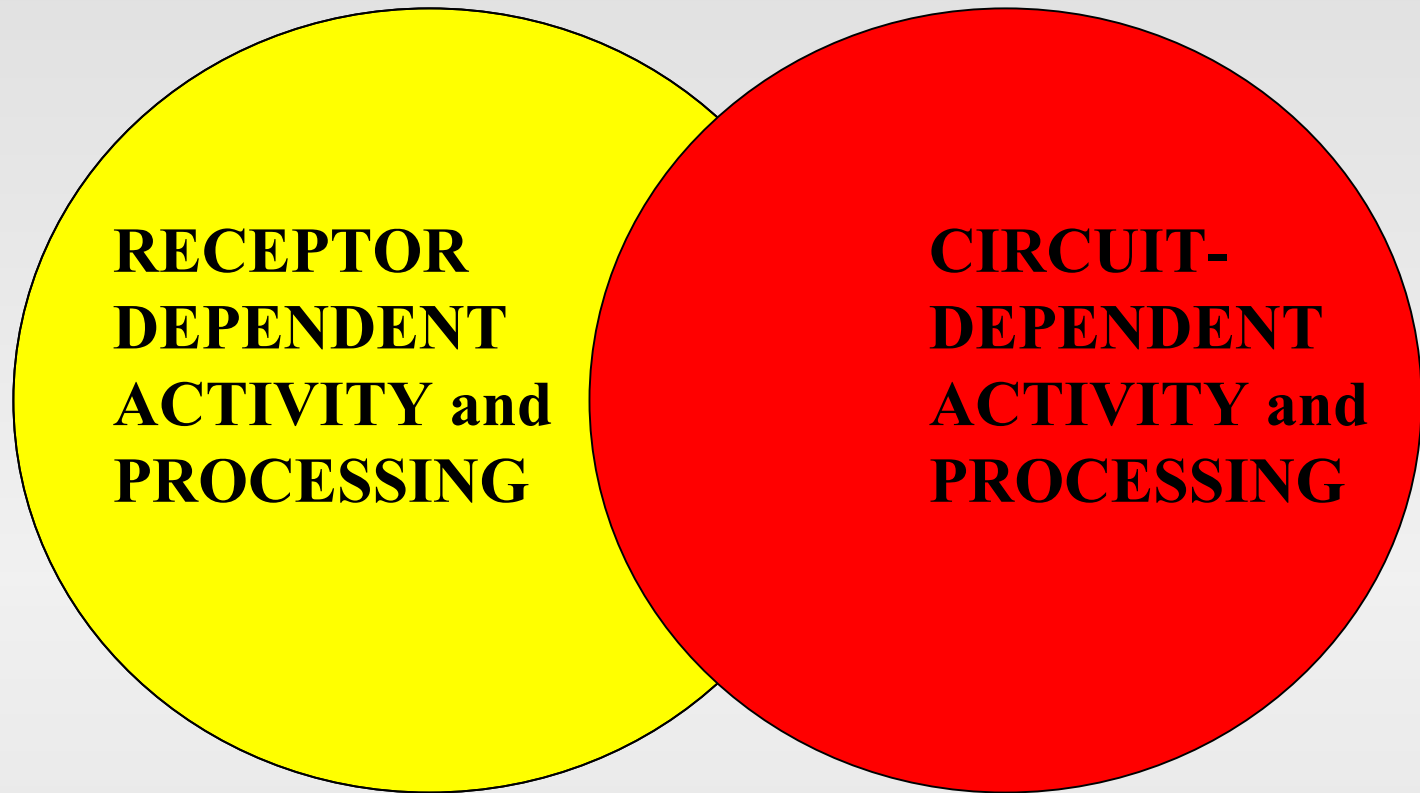 RECEPTOR
DEPENDENT
ACTIVITY and
PROCESSING
CIRCUIT-
DEPENDENT
ACTIVITY and
PROCESSING